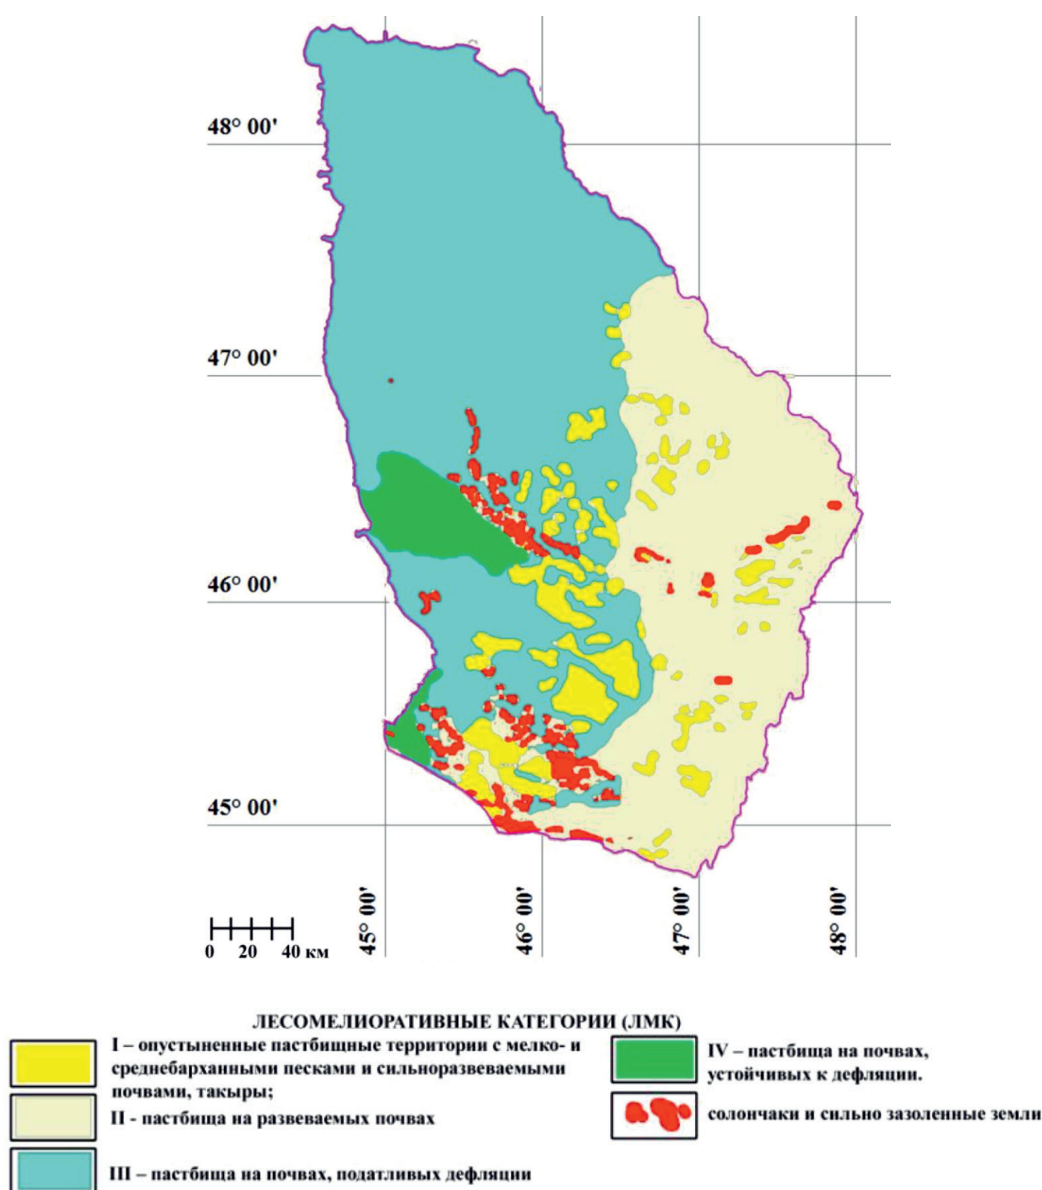 48° 00'
47° 00'
46° 00'
45° 00'
45° 00'
46° 00'
47° 00'
48° 00'
0 20 40 км
ЛЕСОМЕЛИОРАТИВНЫЕ КАТЕГОРИИ (ЛМК)
I – опустыненные пастбищные территории с мелко- и
среднебарханными песками и сильноразвеваемыми
почвами, такыры;
II - пастбища на развеваемых почвах
III – пастбища на почвах, податливых дефляции
IV – пастбища на почвах,
устойчивых к дефляции.
солончаки и сильно зазоленные земли